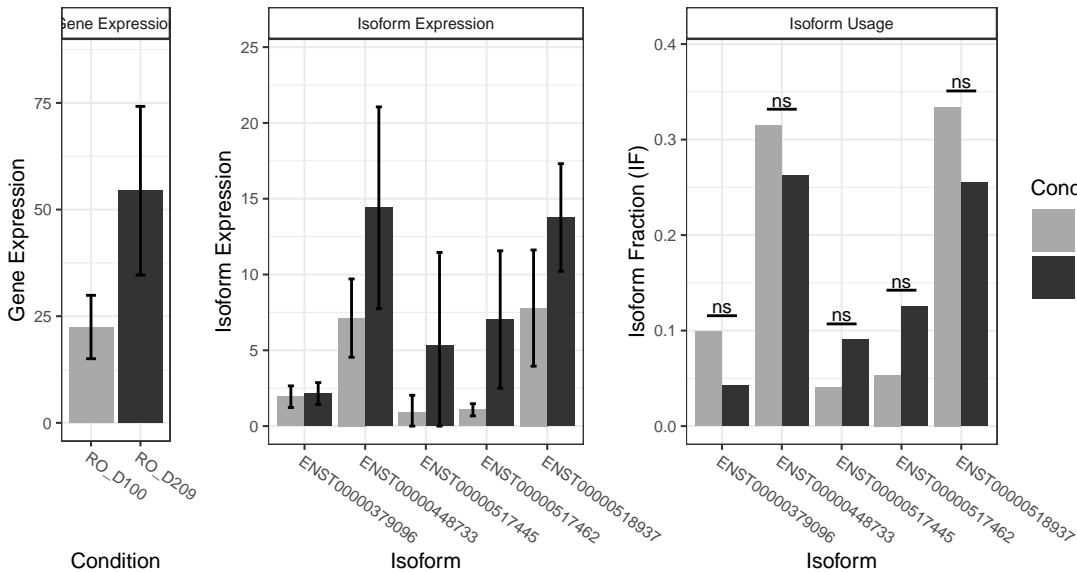 Gene Expression
Isoform Expression
Isoform Usage
Gene Expression
75
50
25
0
RO_D100
RO_D209
Condition
Isoform Expression
25
20
15
10
5
0
ENST00000379096
ENST00000448733
ENST00000517445
ENST00000517462
ENST00000518937
Isoform
Isoform Fraction (IF)
0.4
0.3
0.2
0.1
0.0
ns
ns
ns
ns
ns
ENST00000379096
ENST00000448733
ENST00000517445
ENST00000517462
ENST00000518937
Isoform
Cond